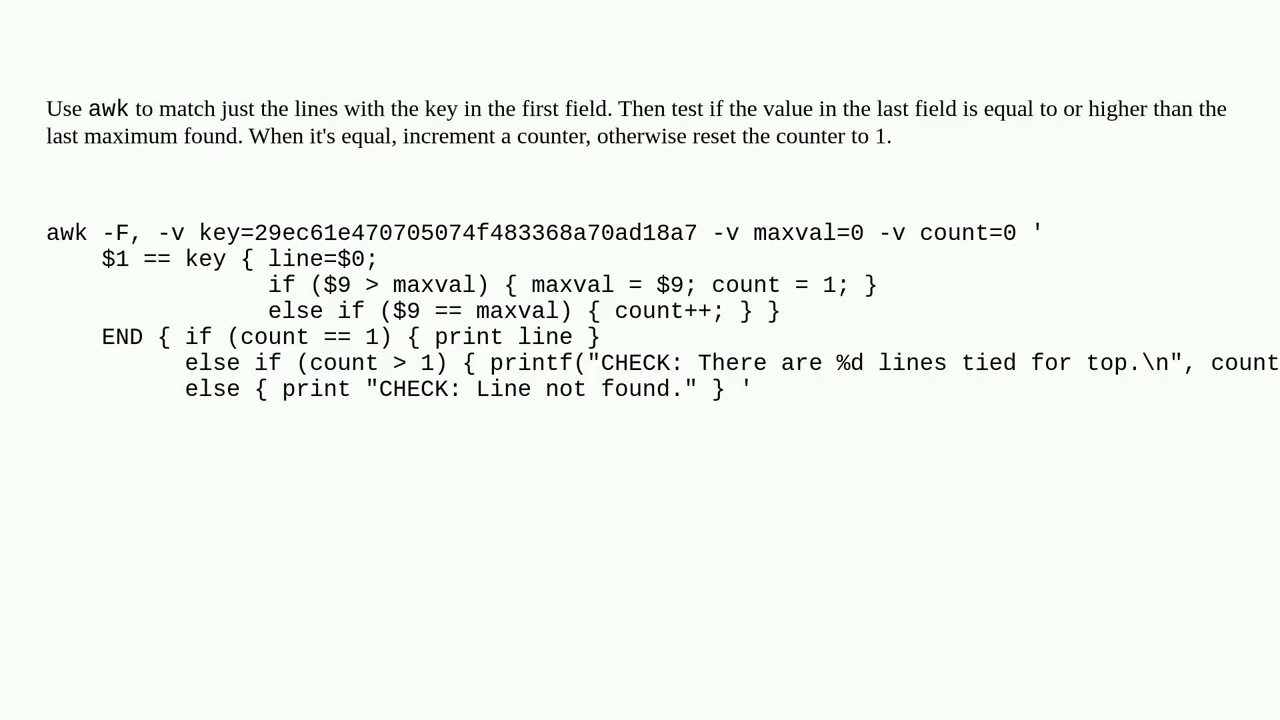 Use awk to match just the lines with the key in the first field. Then test if the value in the last field is equal to or higher than the
last maximum found. When it's equal, increment a counter, otherwise reset the counter to 1.
awk -F, -v key=29ec61e470705074f483368a70ad18a7 -v maxval=0 -v count=0 '
    $1 == key { line=$0;
                if ($9 > maxval) { maxval = $9; count = 1; }
                else if ($9 == maxval) { count++; } }
    END { if (count == 1) { print line }
          else if (count > 1) { printf("CHECK: There are %d lines tied for top.\n", count
          else { print "CHECK: Line not found." } '